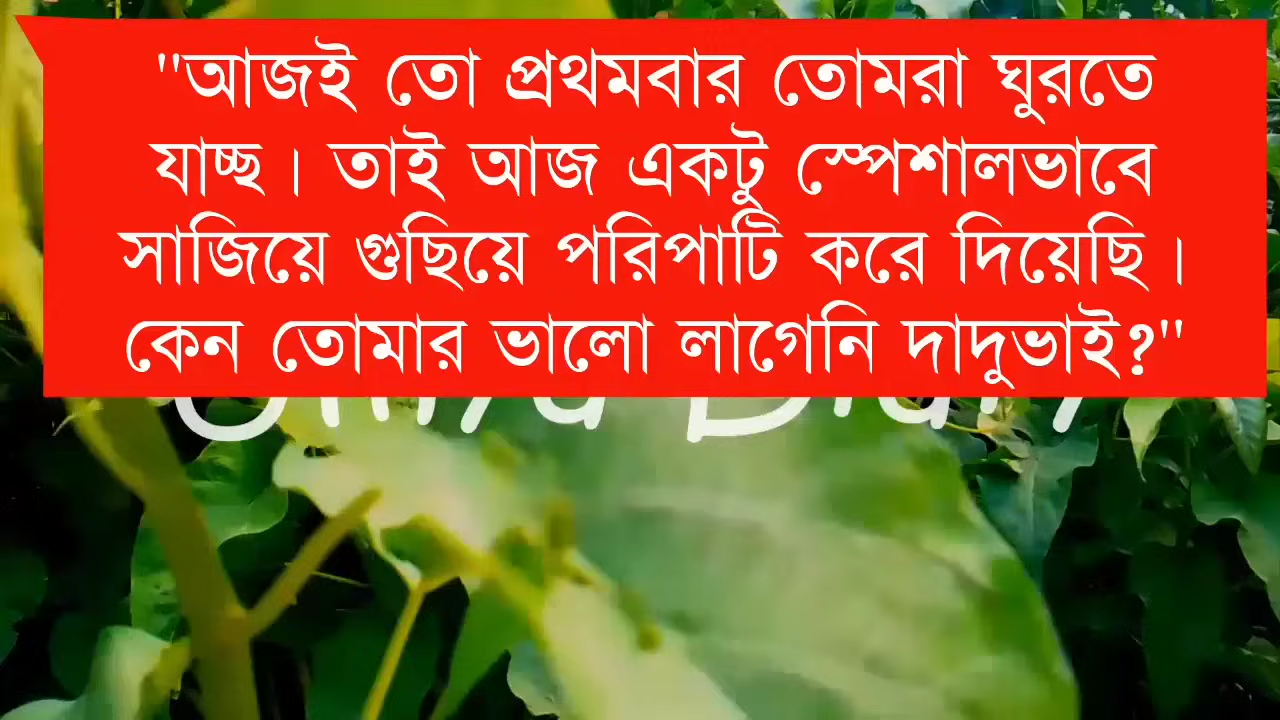 "আজই তো প্রথমবার তোমরা ঘুরতে
যাচ্ছ। তাই আজ একটু স্পেশালভাবে
সাজিয়ে গুছিয়ে পরিপাটি করে দিয়েছি।
কেন তোমার ভালো লাগেনি দাদুভাই?"